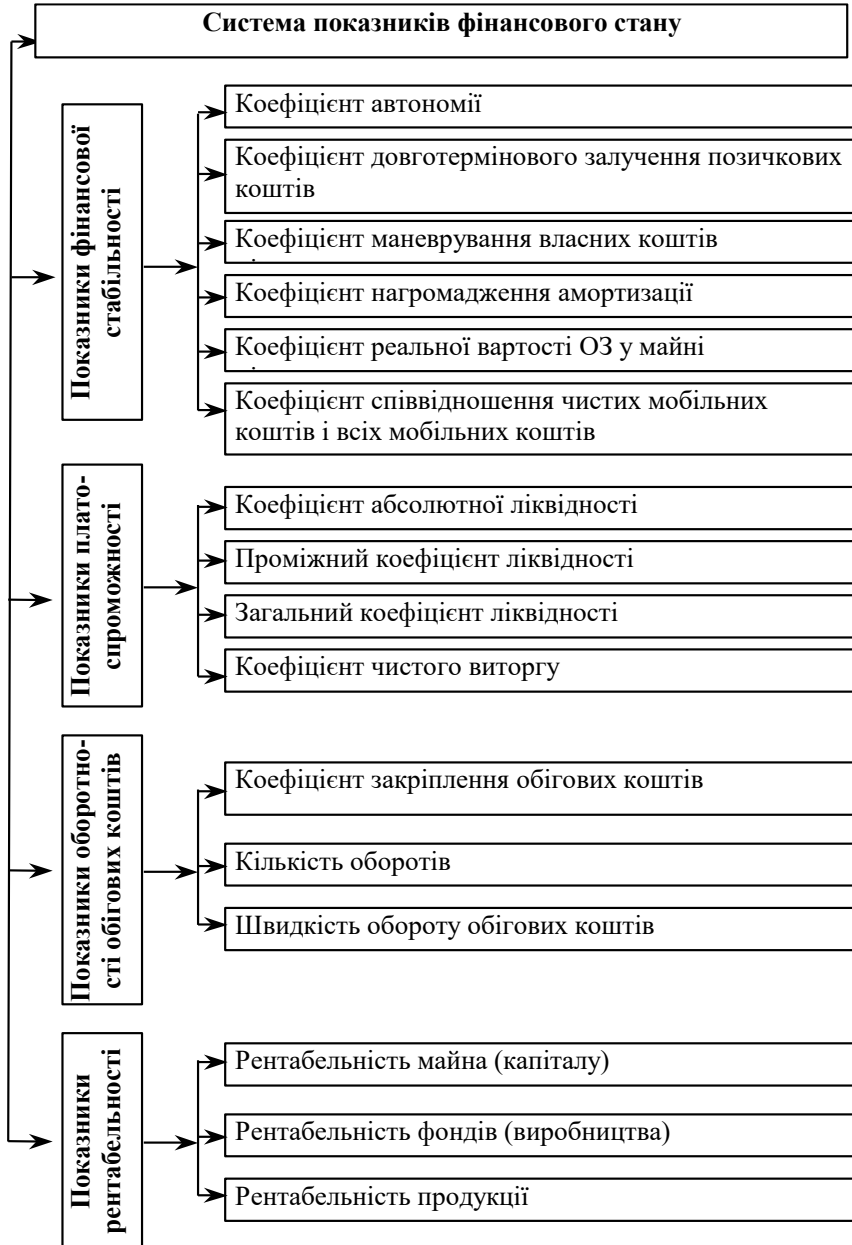 Система показників фінансового стану
Показники фінансової
стабільності
Коефіцієнт автономії
Коефіцієнт довготермінового залучення позичкових
коштів
Коефіцієнт маневрування власних коштів
Коефіцієнт нагромадження амортизації
Коефіцієнт реальної вартості ОЗ у майні
Коефіцієнт співвідношення чистих мобільних
коштів і всіх мобільних коштів
Показники плато-
спроможності
Коефіцієнт абсолютної ліквідності
Проміжний коефіцієнт ліквідності
Загальний коефіцієнт ліквідності
Коефіцієнт чистого виторгу
Показники оборотно-
сті обігових коштів
Коефіцієнт закріплення обігових коштів
Кількість оборотів
Швидкість обороту обігових коштів
Показники
рентабельності
Рентабельність майна (капіталу)
Рентабельність фондів (виробництва)
Рентабельність продукції